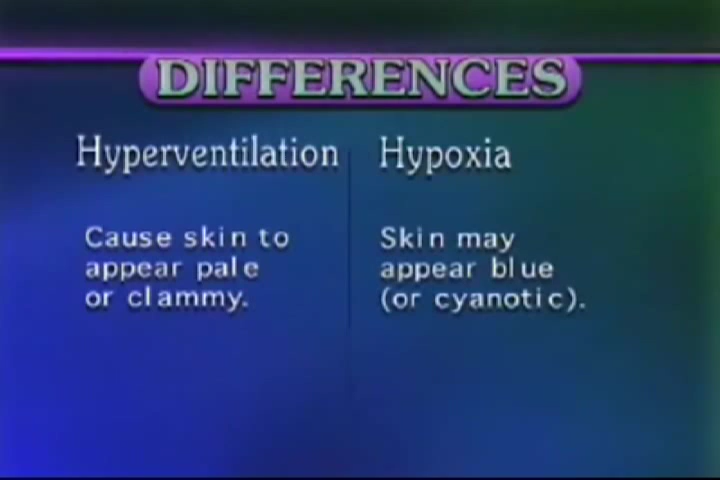 DIFFERENCES
Hyperventilation
Cause skin to
appear pale
or clammy.
Hypoxia
Skin may
appear blue
(or cyanotic).